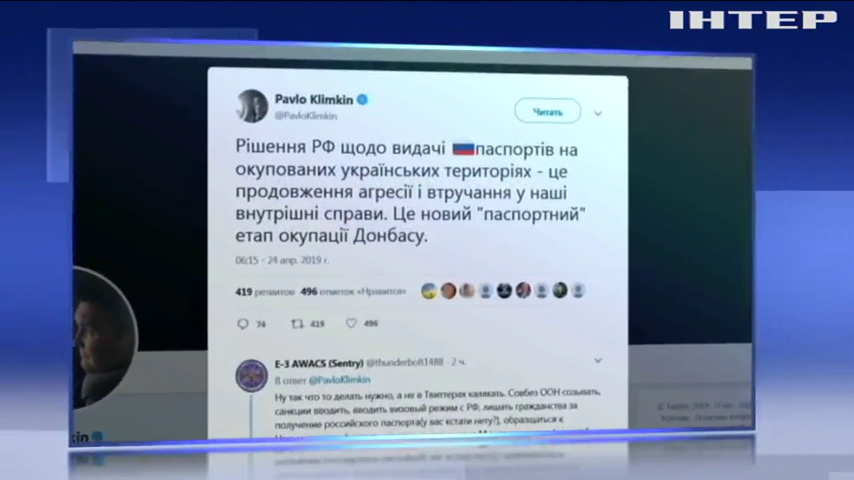 ІНТЕР
Pavlo Klimkin
@PavloKlimkin
Читать
Рішення РФ щодо видачі паспортів на
окупованих українських територіях - це
продовження агресії і втручання у наші
внутрішні справи. Це новий "паспортний"
етап окупації Донбасу.
06:15 - 24 апр. 2019 г.
419 ретвитов 496 отметок «Нравится»
74 419 496
E-3 AWACS (Sentry) @thunderbolt1488 · 2 ч.
В ответ @PavloKlimkin
Ну так что то делать нужно, а не в Твиттерах калякать. Совбез ООН созывать,
санкции вводить, вводить визовый режим с РФ, лишать гражданства за
получение российского паспорта(у вас кстати нету?), обращаться к
kin